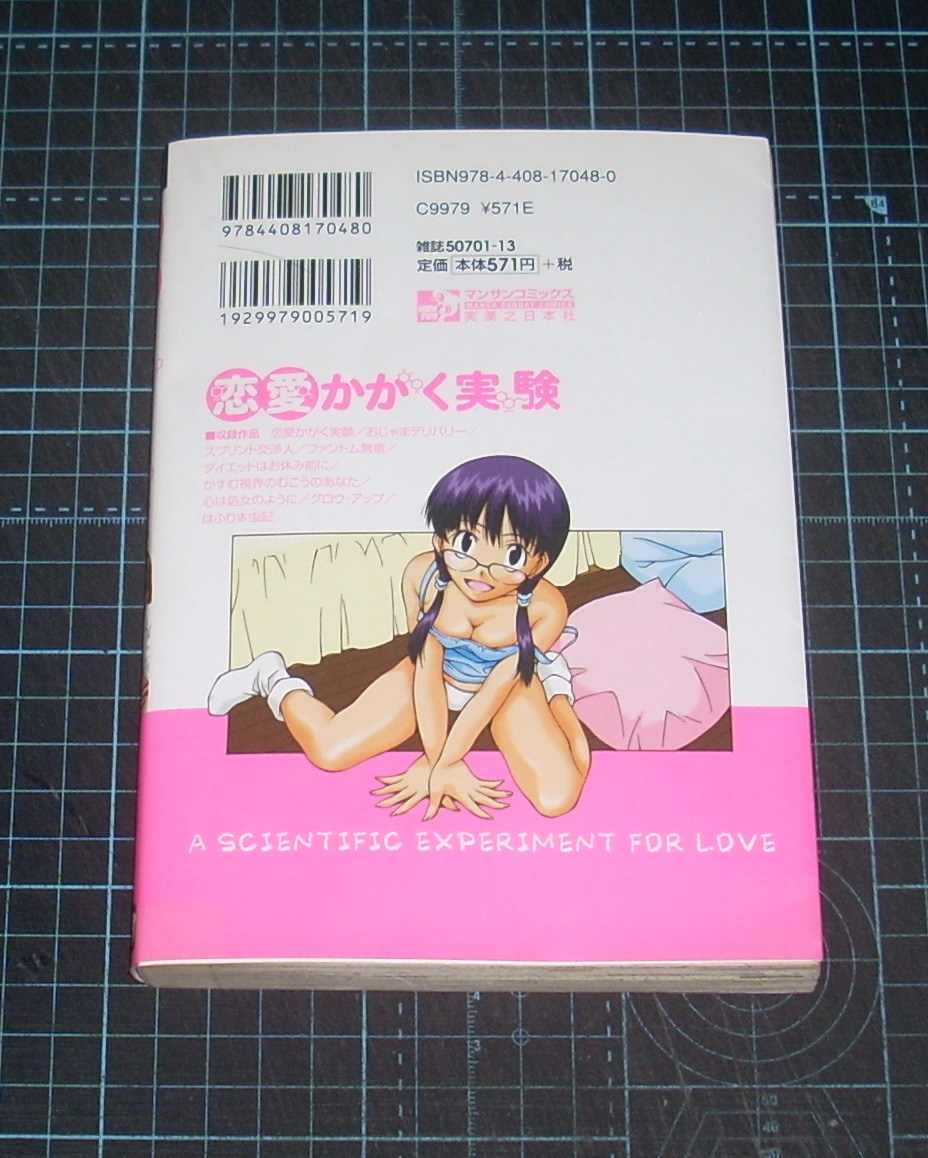 ISBN978-4-408-17048-0
C9979 ¥571E
9784408170480
雑誌50701-13
定価 本体571円 +税
1929979005719
マンサンコミックス
MANGA SUNDAY COMICS
実業之日本社
恋愛かがく実験
■収録作品 恋愛かがく実験/おじゃまデリバリー/
スプリント交渉人/ファントム無宿/
ダイエットはお休み前に/
かすむ視界のむこうのあなた/
心は処女のように/グロウ・アップ/
はふり本虫記
A SCIENTIFIC EXPERIMENT FOR LOVE